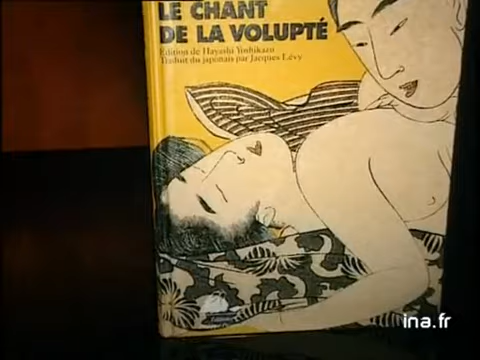 LE CHANT
DE LA VOLUPTÉ
Édition de Hayashi Yoshikazu
Traduit du japonais par Jacques Lévy
ina.fr